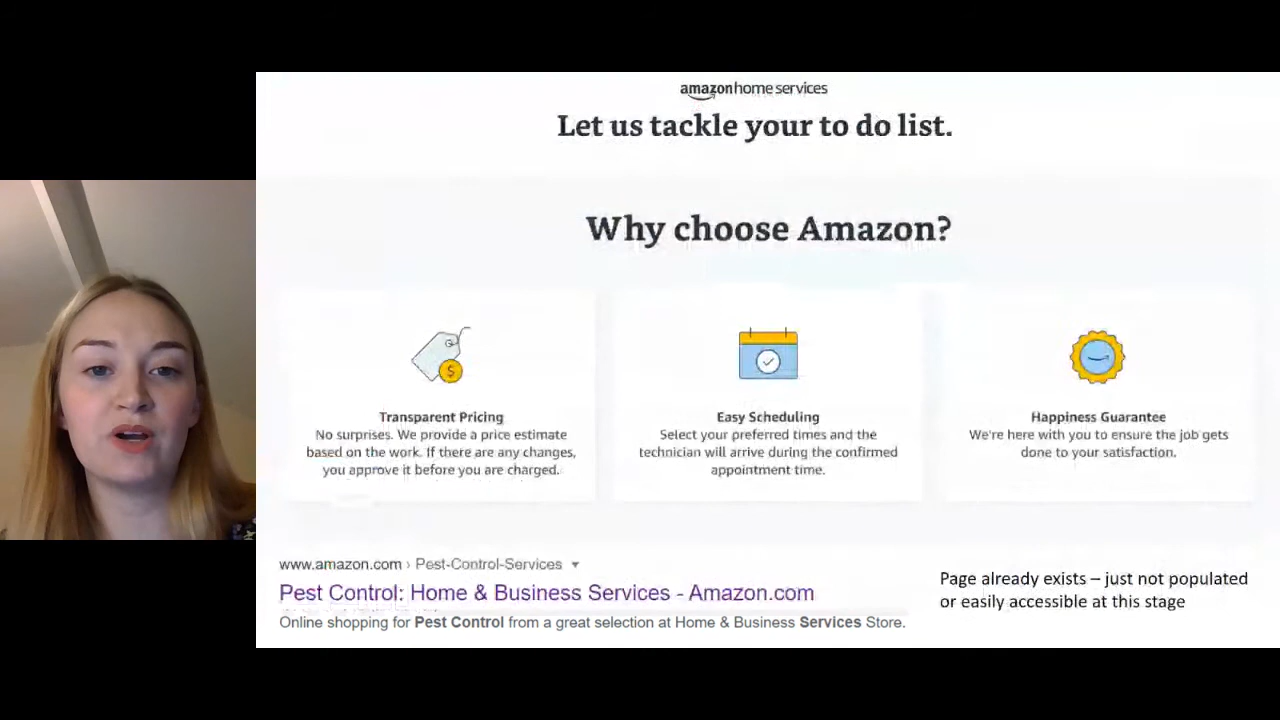 amazonhome services
Let us tackle your to do list.
Why choose Amazon?
Transparent Pricing
No surprises. We provide a price estimate
based on the work. If there are any changes,
you approve it before you are charged.
Easy Scheduling
Select your preferred times and the
technician will arrive during the confirmed
appointment time.
Happiness Guarantee
We're here with you to ensure the job gets
done to your satisfaction.
www.amazon.com › Pest-Control-Services
Pest Control: Home & Business Services - Amazon.com
Online shopping for Pest Control from a great selection at Home & Business Services Store.
Page already exists – just not populated
or easily accessible at this stage